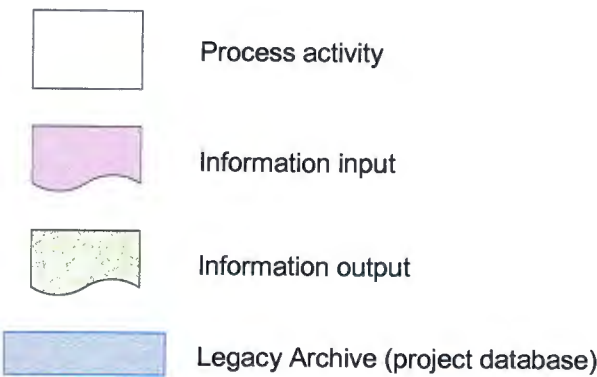 Process activity
Information input
Information output
Legacy Archive (project database)